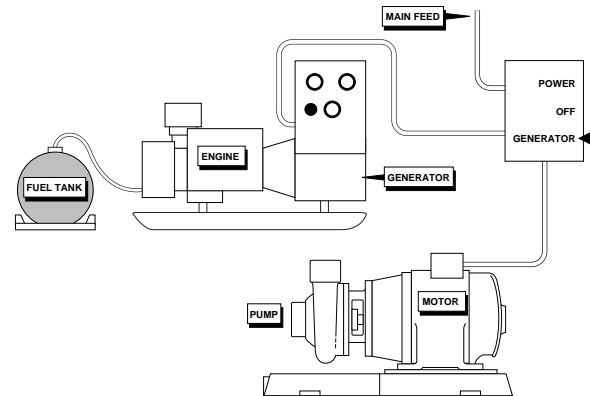 MAIN FEED
POWER
OFF
GENERATOR
ENGINE
GENERATOR
FUEL TANK
MOTOR
PUMP